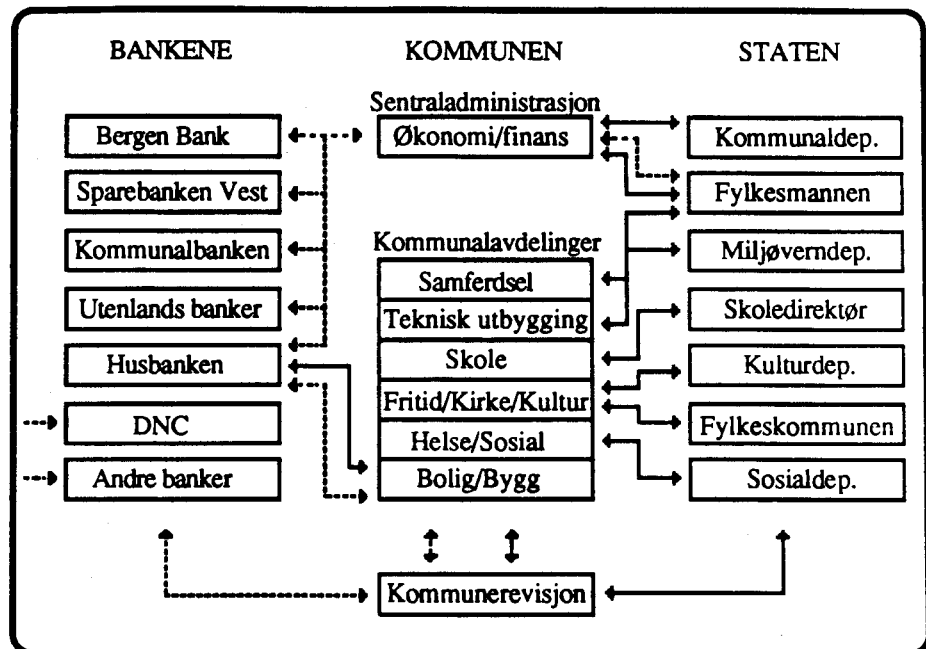 BANKENE
Bergen Bank
Sparebanken Vest
Kommunalbanken
Utenlands banker
Husbanken
DNC
Andre banker
KOMMUNEN
Sentraladministrasjon
Økonomi/finans
Kommunalavdelinger
Samferdsel
Teknisk utbygging
Skole
Fritid/Kirke/Kultur
Helse/Sosial
Bolig/Bygg
Kommunerevisjon
STATEN
Kommunaldep.
Fylkesmannen
Miljøverndep.
Skoledirektør
Kulturdep.
Fylkeskommunen
Sosialdep.